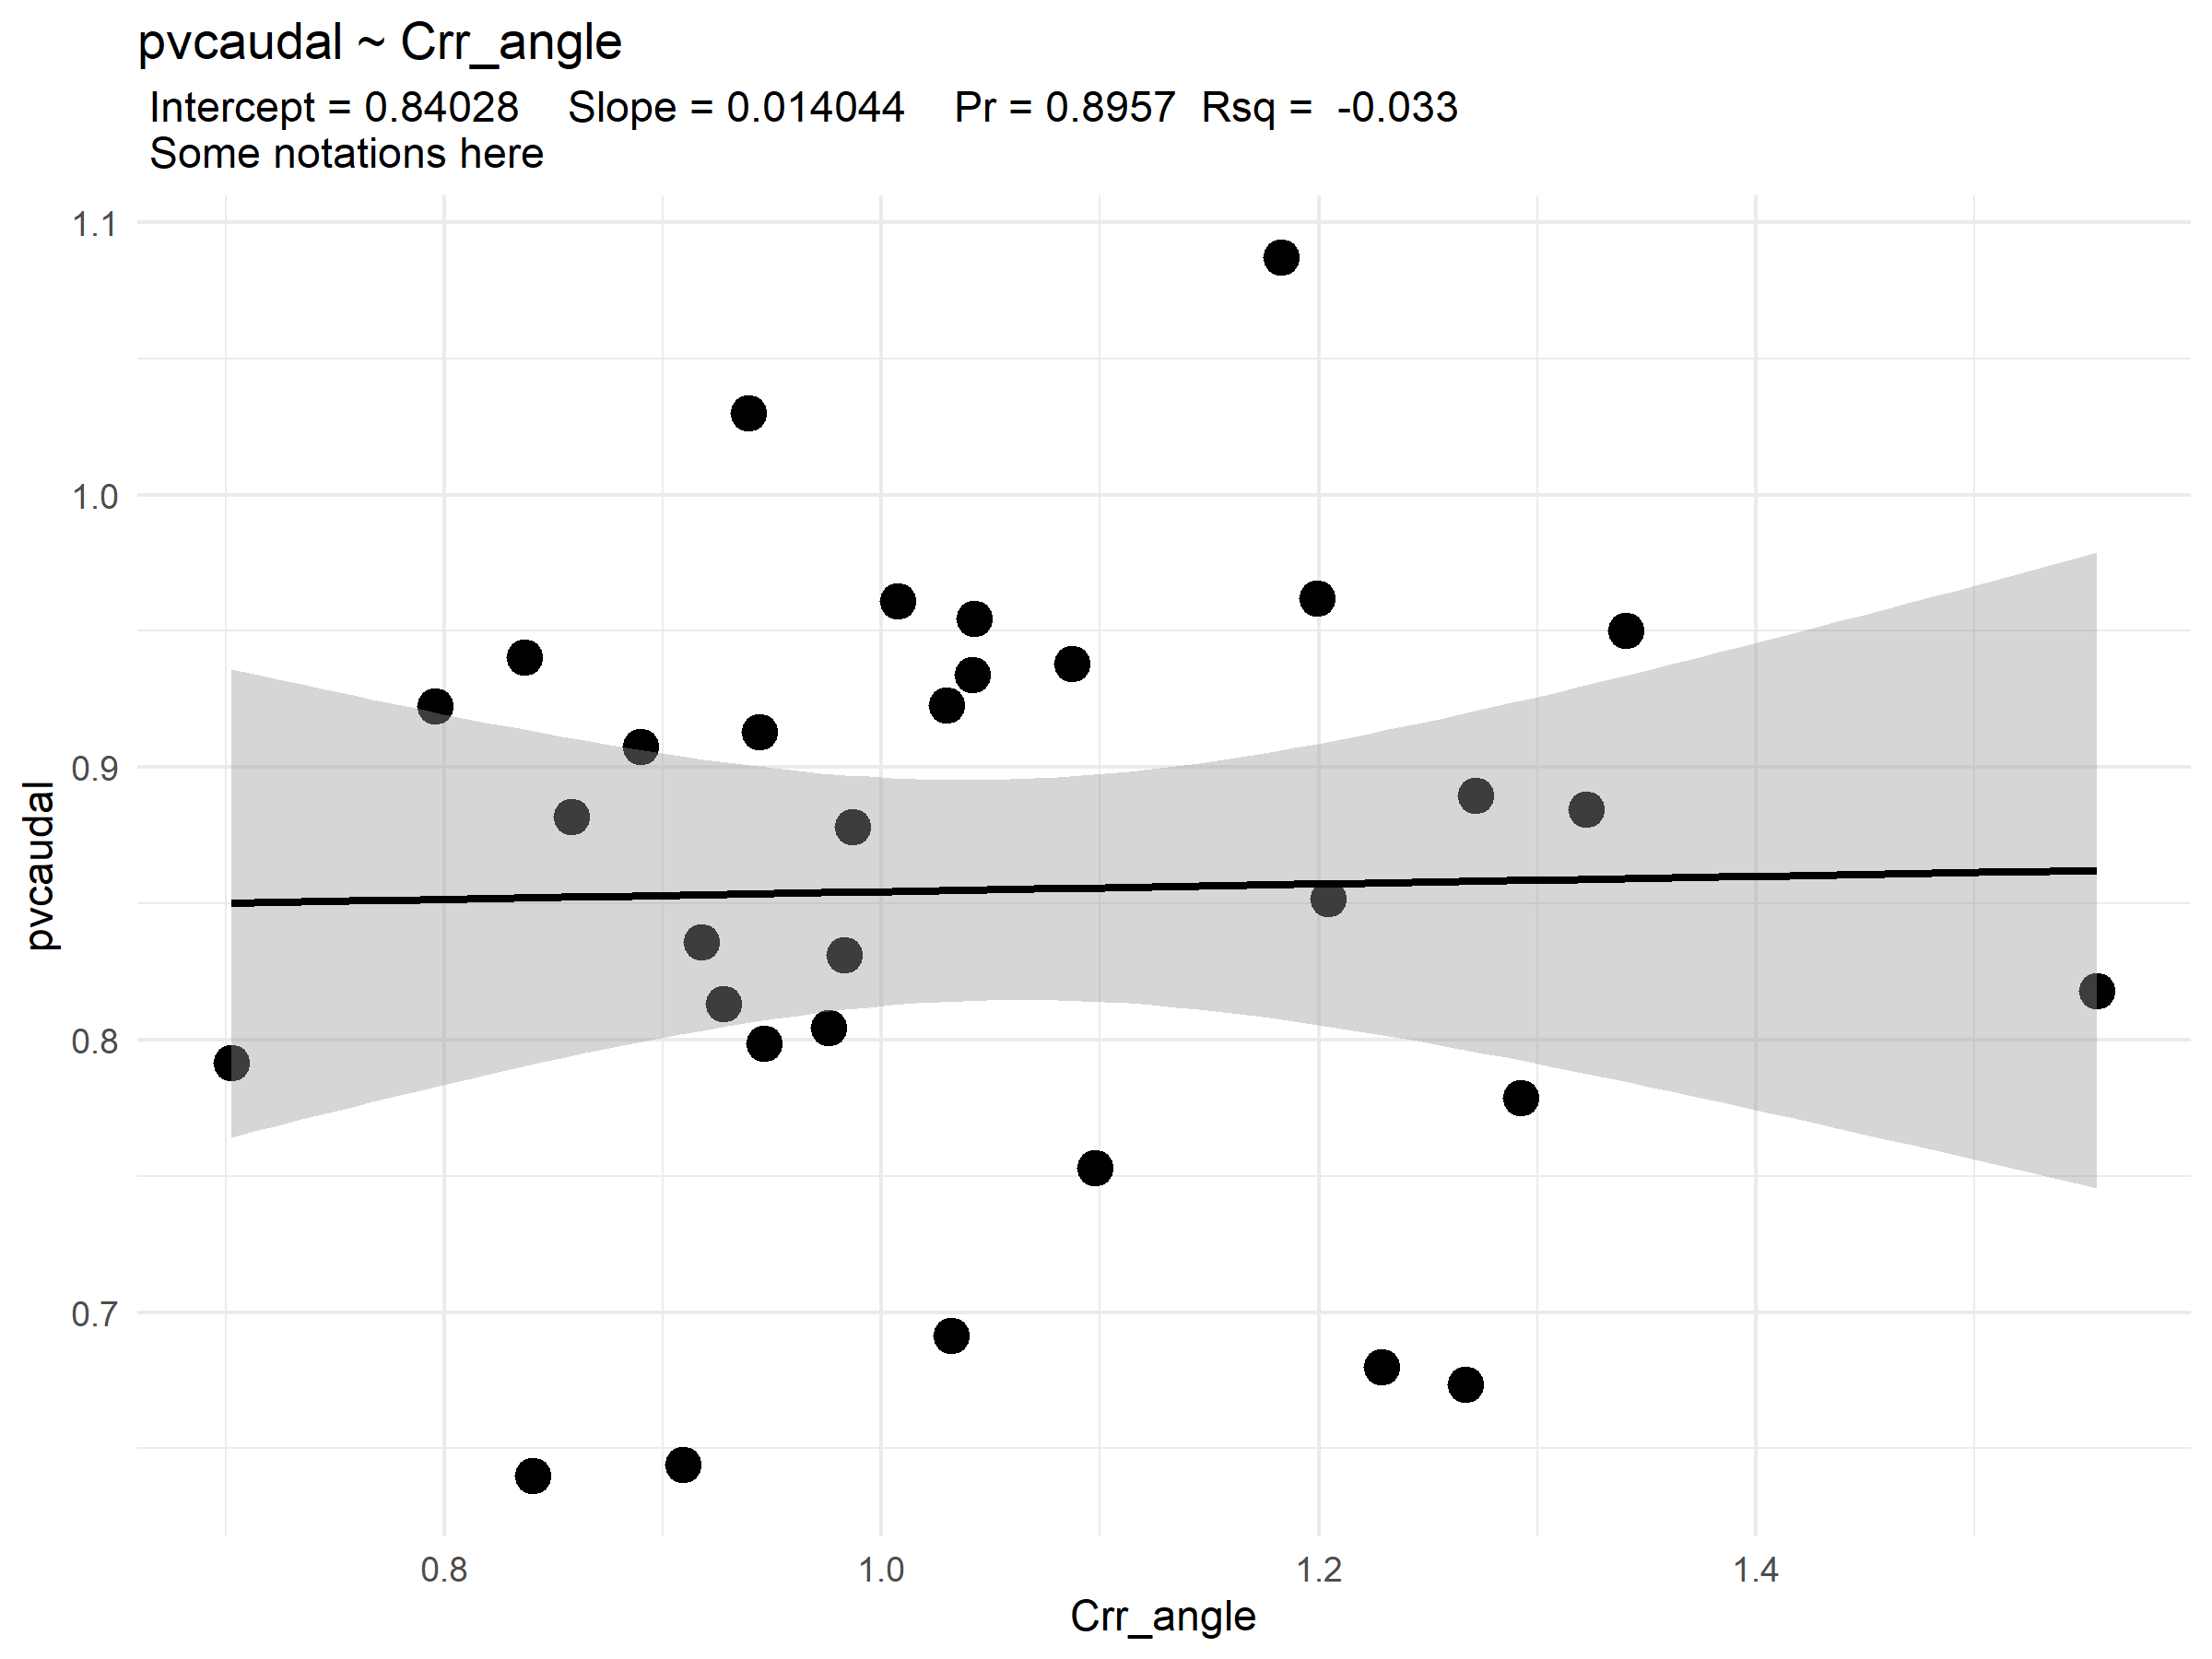 pvcaudal ~ Crr_angle
Intercept = 0.84028 Slope = 0.014044 Pr = 0.8957 Rsq = -0.033
Some notations here
1.1
1.0
0.9
0.8
0.7
pvcaudal
0.8 1.0 1.2 1.4
Crr_angle